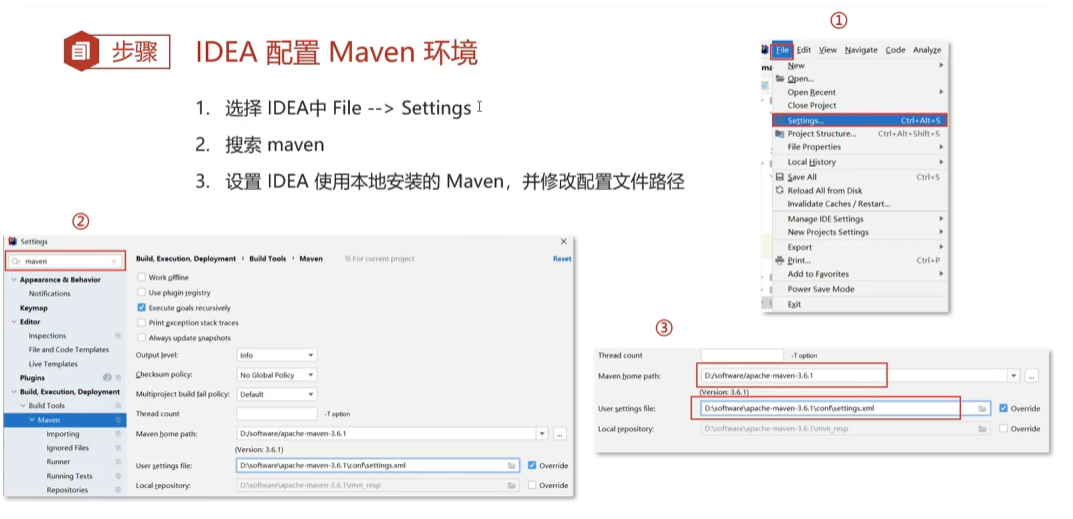 步骤
IDEA 配置 Maven 环境
1. 选择 IDEA中 File --> Settings
2. 搜索 maven
3. 设置 IDEA 使用本地安装的 Maven，并修改配置文件路径
①
File Edit View Navigate Code Analyze
New
Open...
Open Recent
Close Project
Settings... Ctrl+Alt+S
Project Structure... Ctrl+Alt+Shift+S
File Properties
Local History
Save All Ctrl+S
Reload All from Disk
Invalidate Caches / Restart...
Manage IDE Settings
New Projects Settings
Export
Print... Ctrl+P
Add to Favorites
Power Save Mode
Exit
②
Settings
maven
Appearance & Behavior
Notifications
Keymap
Editor
Inspections
File and Code Templates
Live Templates
Plugins
Build, Execution, Deployment
Build Tools
Maven
Importing
Ignored Files
Runner
Running Tests
Repositories
Build, Execution, Deployment › Build Tools › Maven For current project Reset
Work offline
Use plugin registry
Execute goals recursively
Print exception stack traces
Always update snapshots
Output level: Info
Checksum policy: No Global Policy
Multiproject build fail policy: Default
Thread count -T option
Maven home path: D:/software/apache-maven-3.6.1 ...
(Version: 3.6.1)
User settings file: D:\software\apache-maven-3.6.1\conf\settings.xml Override
Local repository: D:\software\apache-maven-3.6.1\mvn_resp Override
③
Thread count -T option
Maven home path: D:/software/apache-maven-3.6.1 ...
(Version: 3.6.1)
User settings file: D:\software\apache-maven-3.6.1\conf\settings.xml Override
Local repository: D:\software\apache-maven-3.6.1\mvn_resp Override